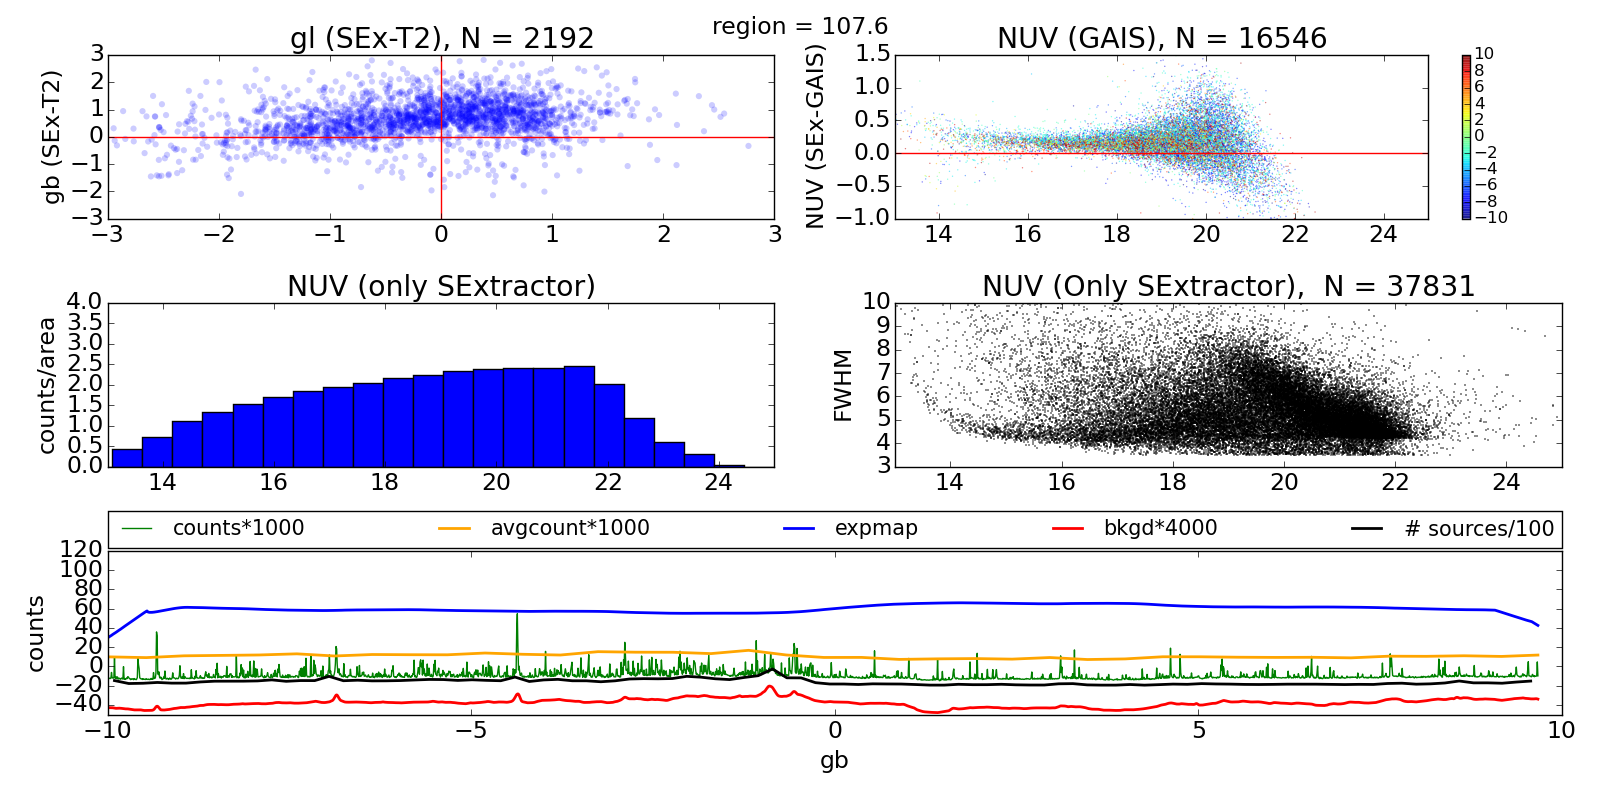 region = 107.6
gl (SEx-T2), N = 2192
gb (SEx-T2)
3
2
1
0
−1
−2
−3
−3 −2 −1 0 1 2 3
NUV (GAIS), N = 16546
NUV (SEx-GAIS)
1.5
1.0
0.5
0.0
−0.5
−1.0
14 16 18 20 22 24
10
8
6
4
2
0
−2
−4
−6
−8
−10
NUV (only SExtractor)
counts/area
4.0
3.5
3.0
2.5
2.0
1.5
1.0
0.5
0.0
14 16 18 20 22 24
NUV (Only SExtractor), N = 37831
FWHM
10
9
8
7
6
5
4
3
14 16 18 20 22 24
counts*1000 avgcount*1000 expmap bkgd*4000 # sources/100
counts
120
100
80
60
40
20
0
−20
−40
−10 −5 0 5 10
gb